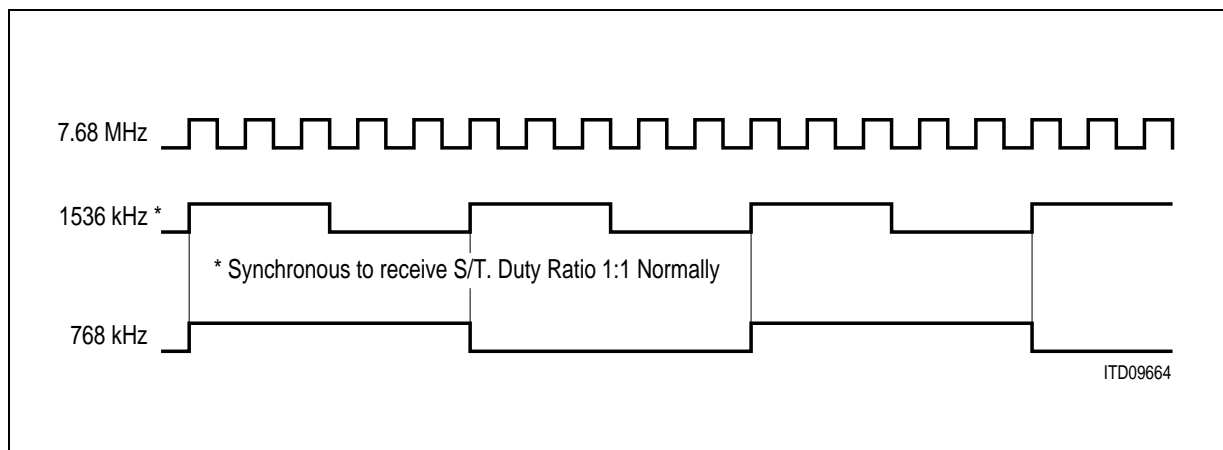 7.68 MHz
1536 kHz *
* Synchronous to receive S/T. Duty Ratio 1:1 Normally
768 kHz
ITD09664